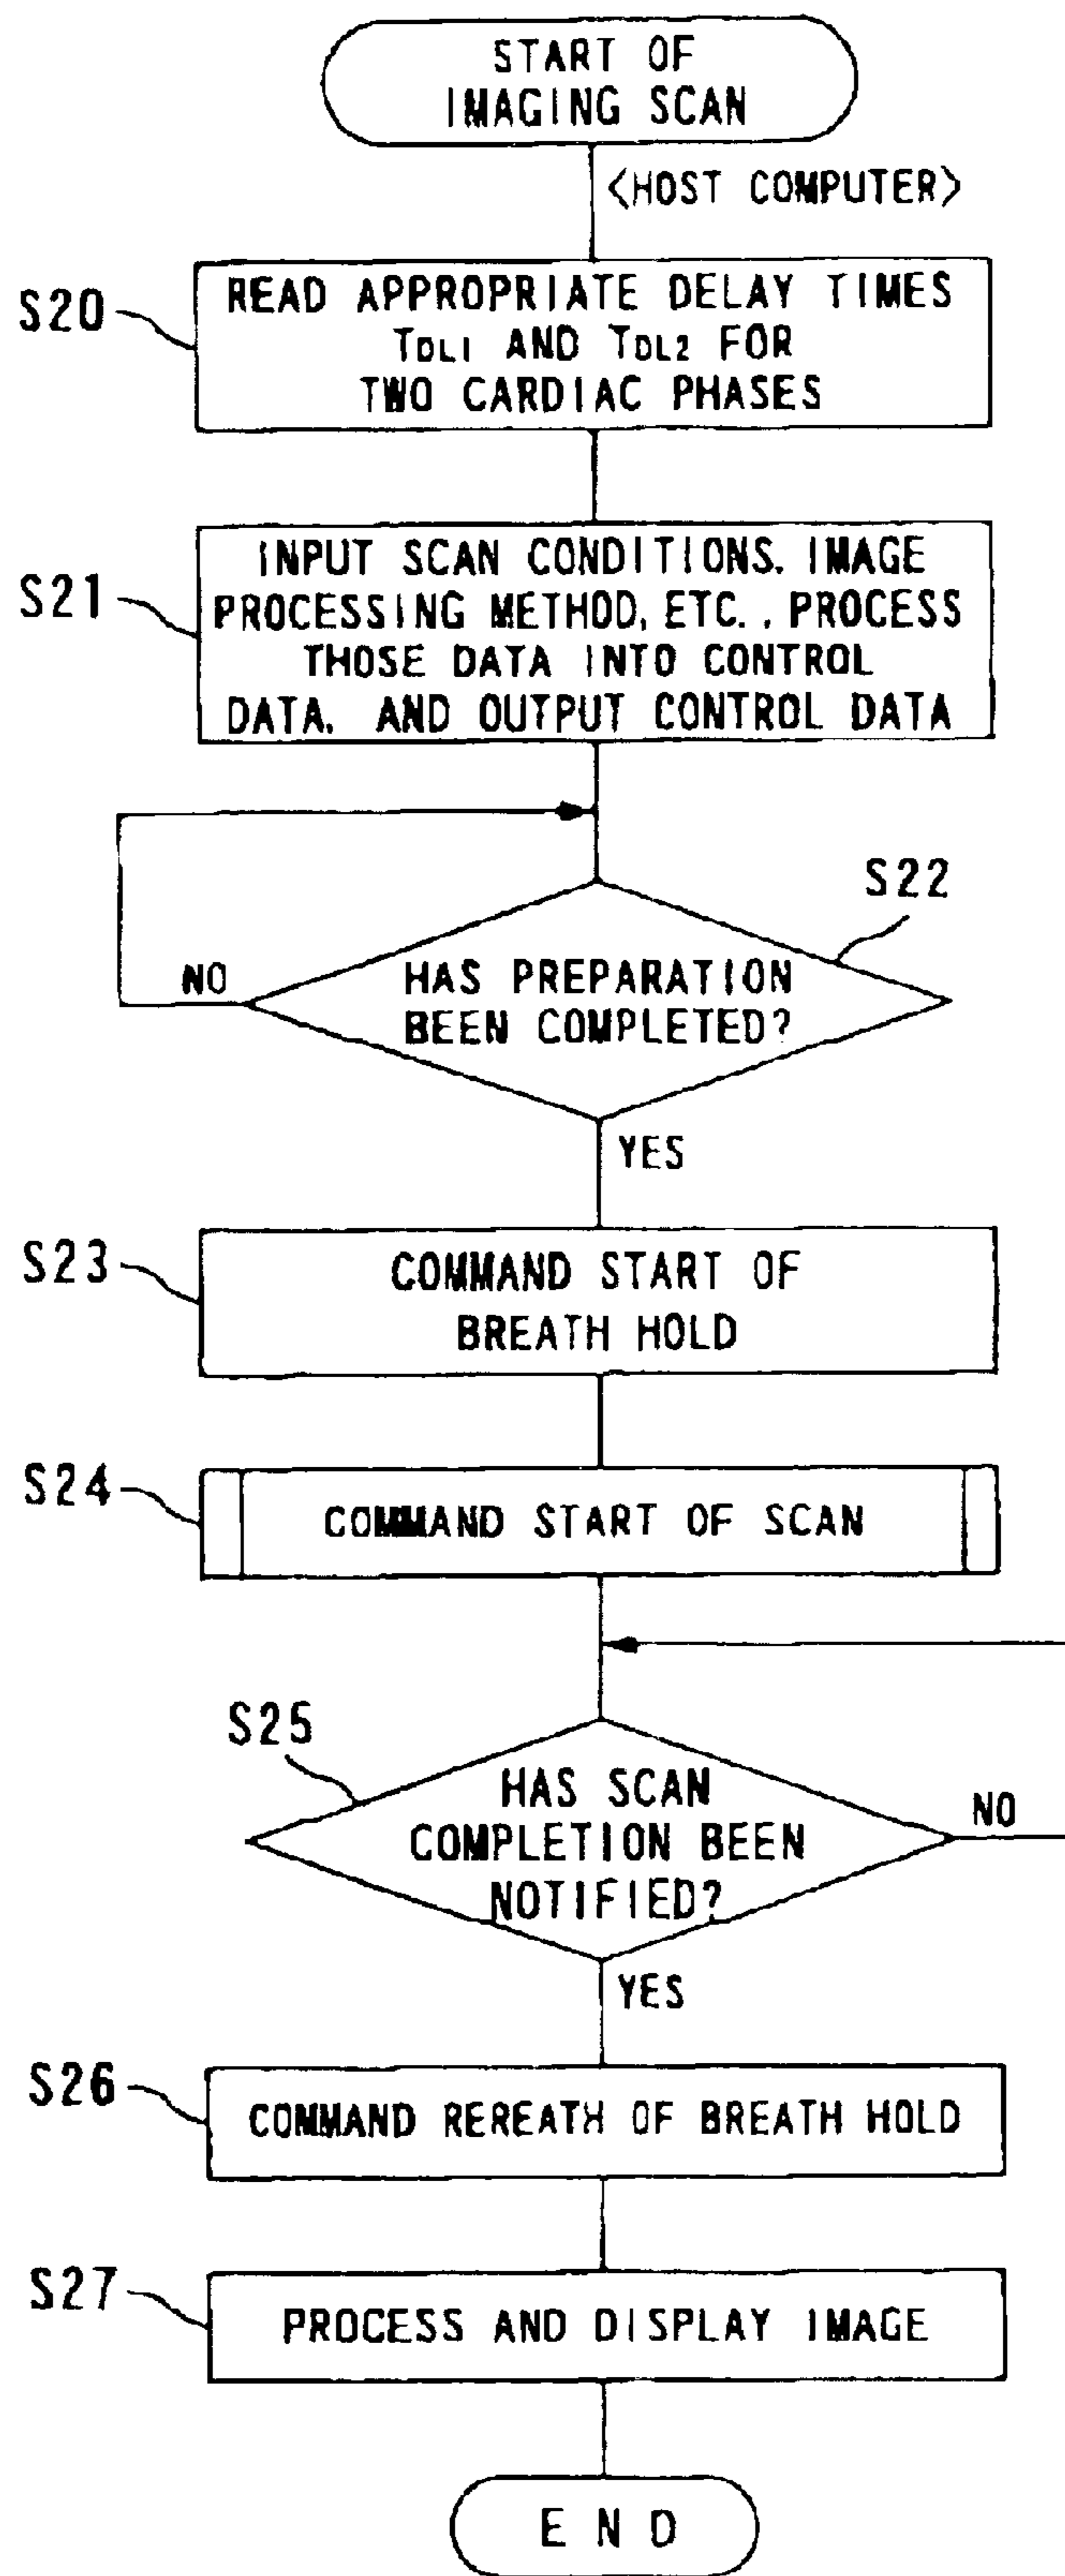 START OF
IMAGING SCAN
<HOST COMPUTER>
S20
READ APPROPRIATE DELAY TIMES
TDL1 AND TDL2 FOR
TWO CARDIAC PHASES
S21
INPUT SCAN CONDITIONS. IMAGE
PROCESSING METHOD, ETC., PROCESS
THOSE DATA INTO CONTROL
DATA. AND OUTPUT CONTROL DATA
S22
NO
HAS PREPARATION
BEEN COMPLETED?
YES
S23
COMMAND START OF
BREATH HOLD
S24
COMMAND START OF SCAN
S25
HAS SCAN
COMPLETION BEEN
NOTIFIED?
NO
YES
S26
COMMAND REREATH OF BREATH HOLD
S27
PROCESS AND DISPLAY IMAGE
END